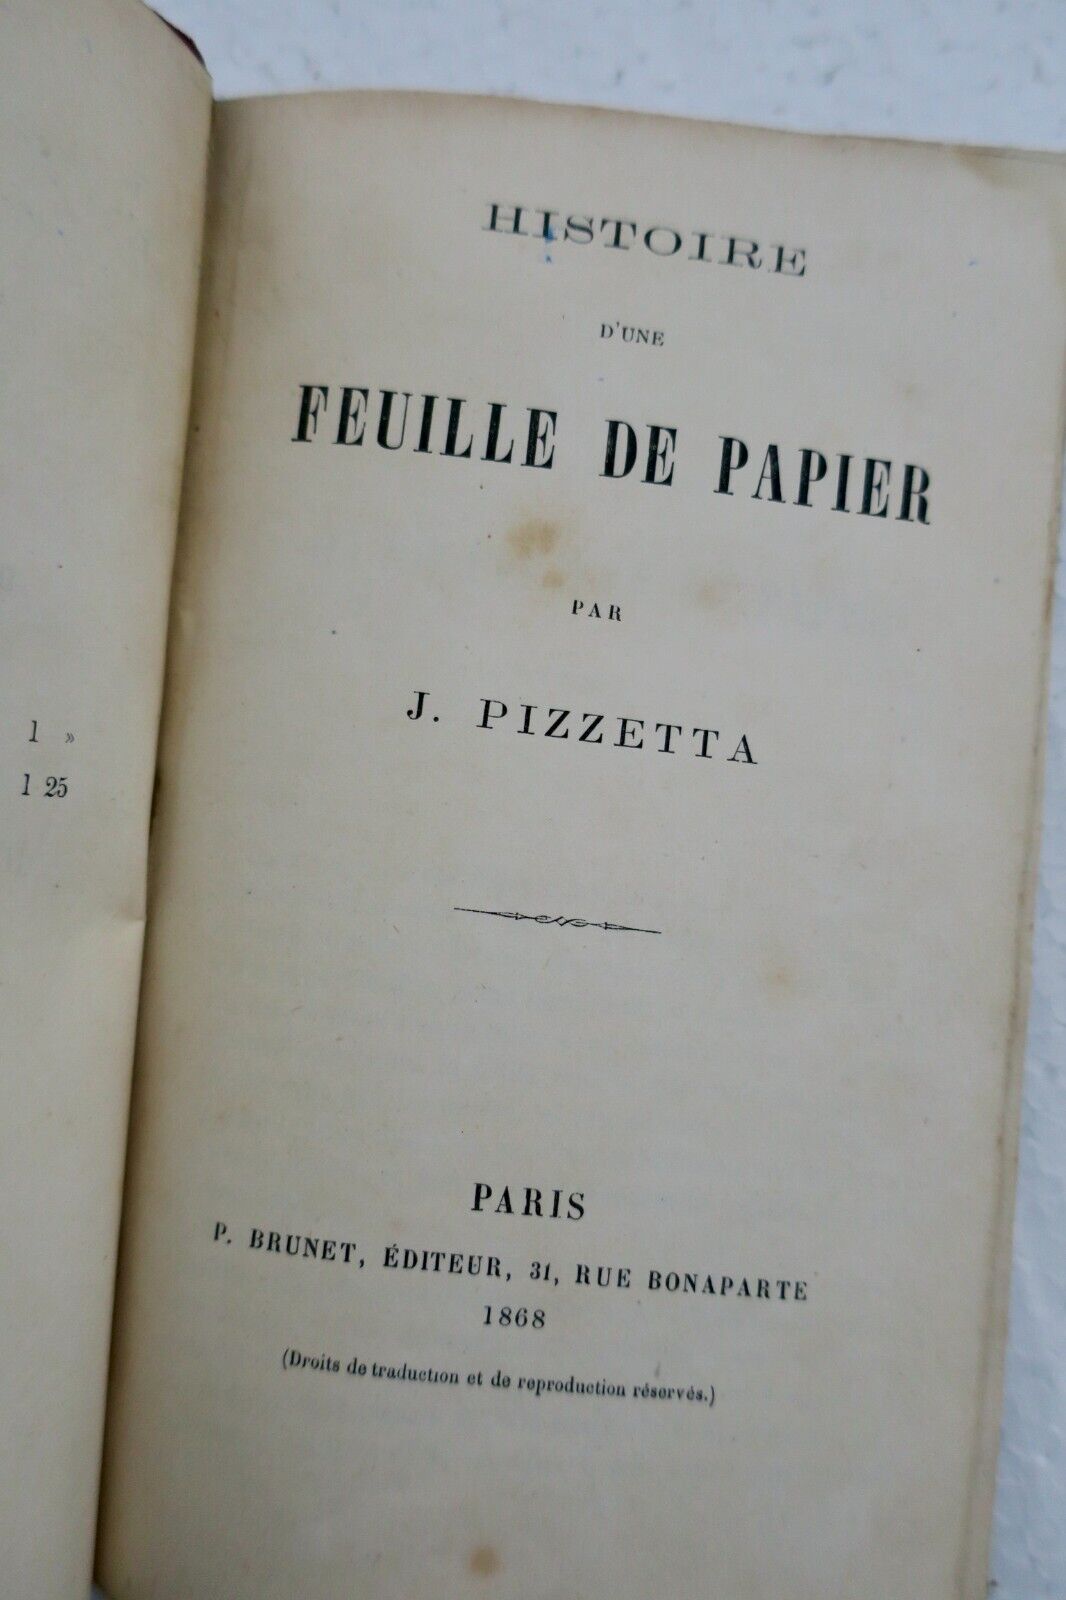 1 »
1 25
HISTOIRE
D'UNE
FEUILLE DE PAPIER
PAR
J. PIZZETTA
PARIS
P. BRUNET, ÉDITEUR, 31, RUE BONAPARTE
1868
(Droits de traduction et de reproduction réservés.)